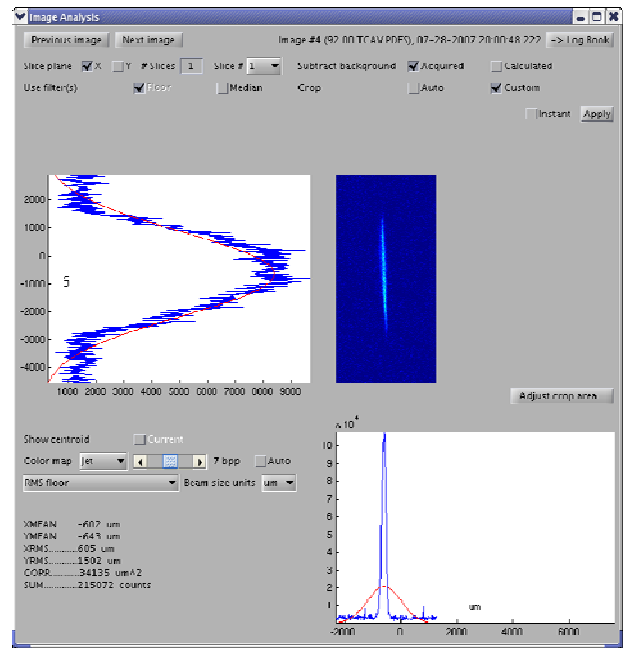 Image Analysis
Previous image Next image Image #4 (92.00 TCAV PDES), 07-28-2007 20:00:48.222 -> Log Book
Slice plane X Y # Slices 1 Slice # 1 Subtract background Acquired Calculated
Use filter(s) Floor Median Crop Auto Custom
Instant Apply
2000
1000
0
-1000
-2000
-3000
-4000
1000 2000 3000 4000 5000 6000 7000 8000 9000
Adjust crop area
x 10^4
Show centroid Current
Color map Jet 7 bpp Auto
RMS floor Beam size units um
XMEAN -602 um
YMEAN -643 um
XRMS 605 um
YRMS 1502 um
CORR 34135 um^2
SUM 215072 counts
10
9
8
7
6
5
4
3
2
1
um
-2000 0 2000 4000 6000